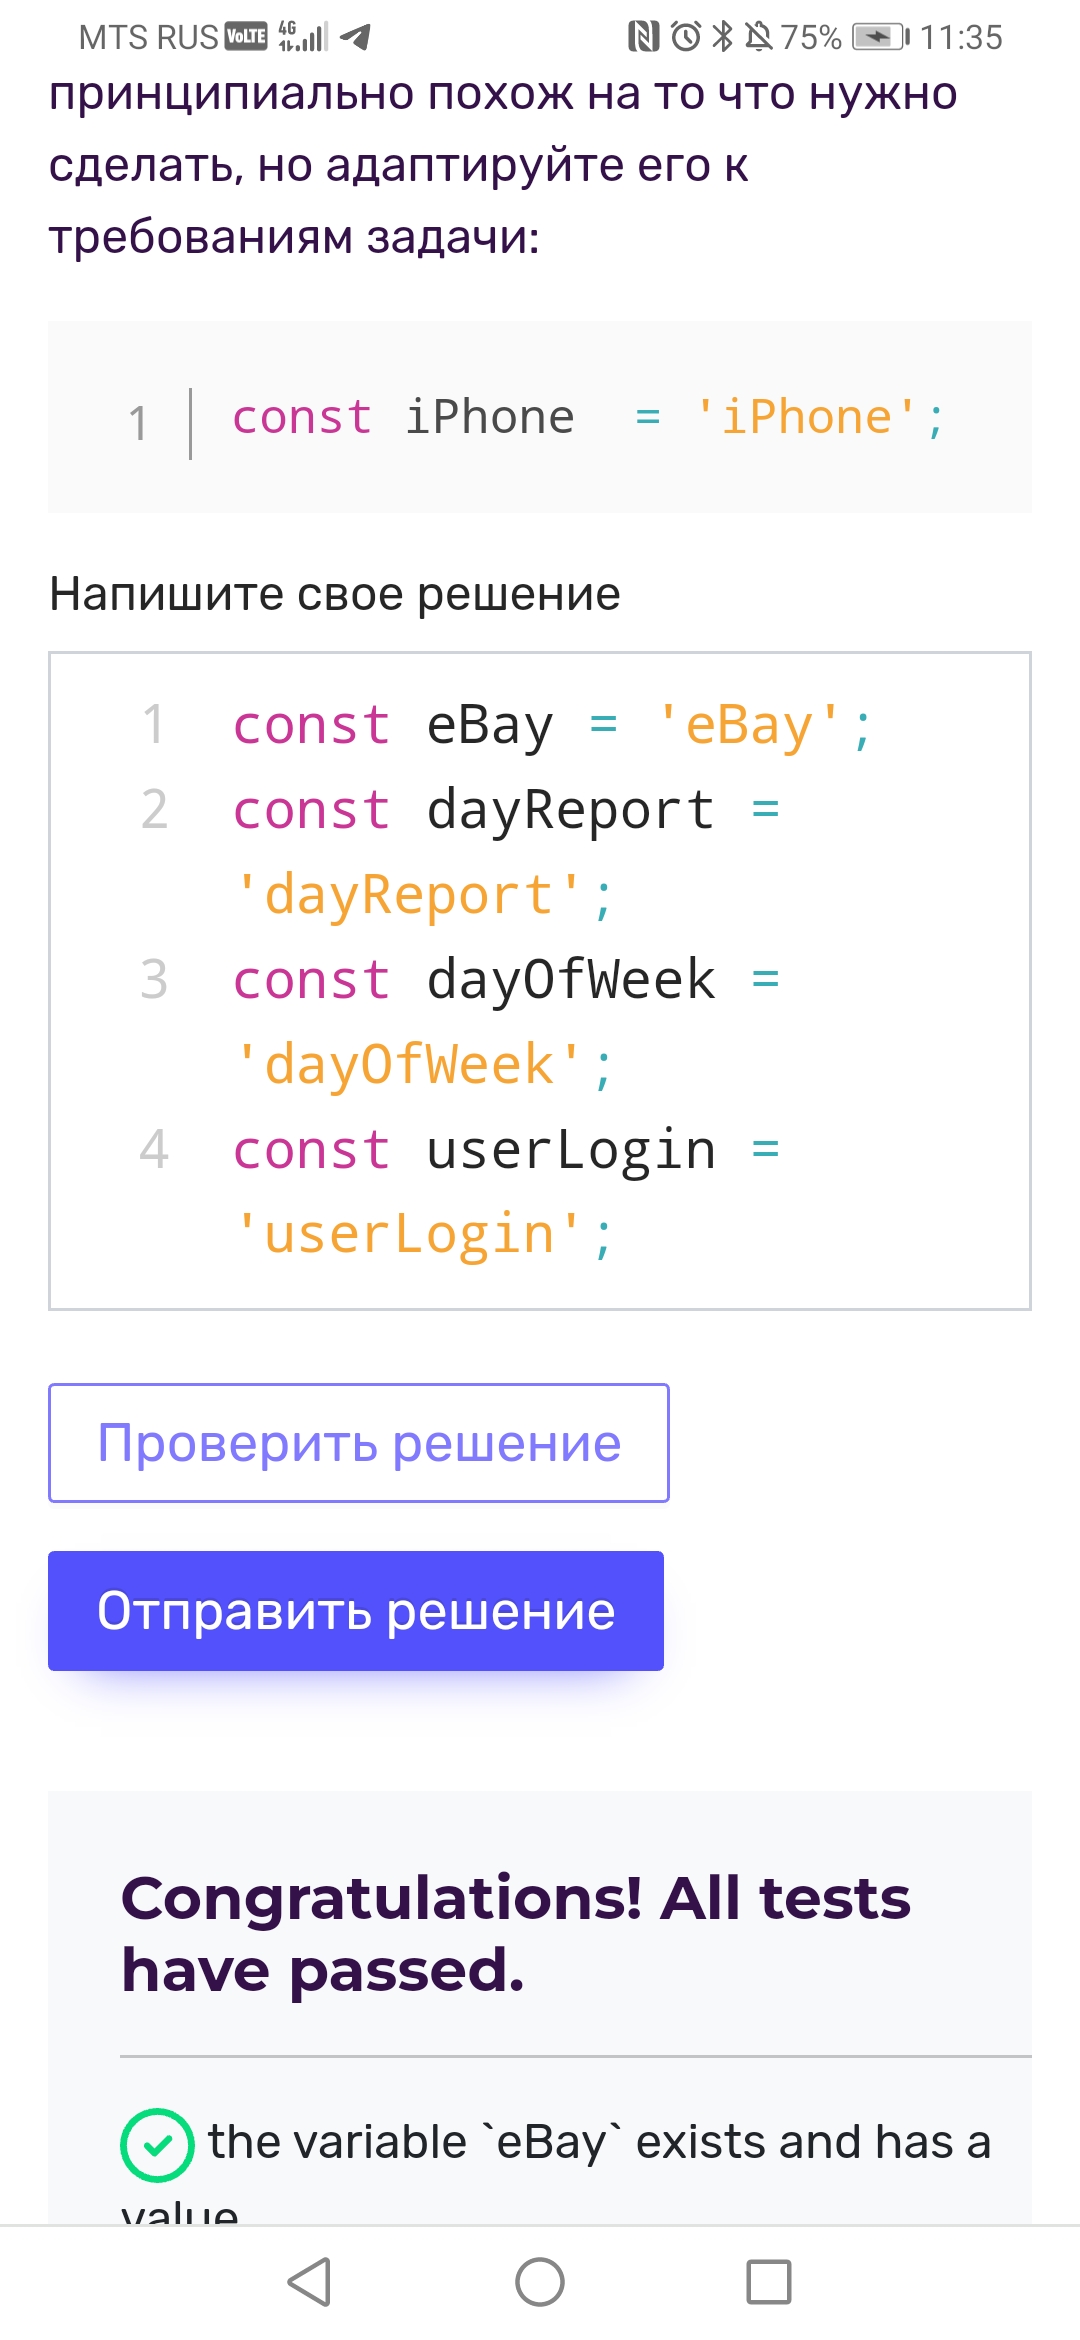 MTS RUS VoLTE 4G 75% 11:35
принципиально похож на то что нужно
сделать, но адаптируйте его к
требованиям задачи:
1 const iPhone  = 'iPhone';
Напишите свое решение
1 const eBay = 'eBay';
2 const dayReport =
'dayReport';
3 const dayOfWeek =
'dayOfWeek';
4 const userLogin =
'userLogin';
Проверить решение
Отправить решение
Congratulations! All tests
have passed.
the variable `eBay` exists and has a
value